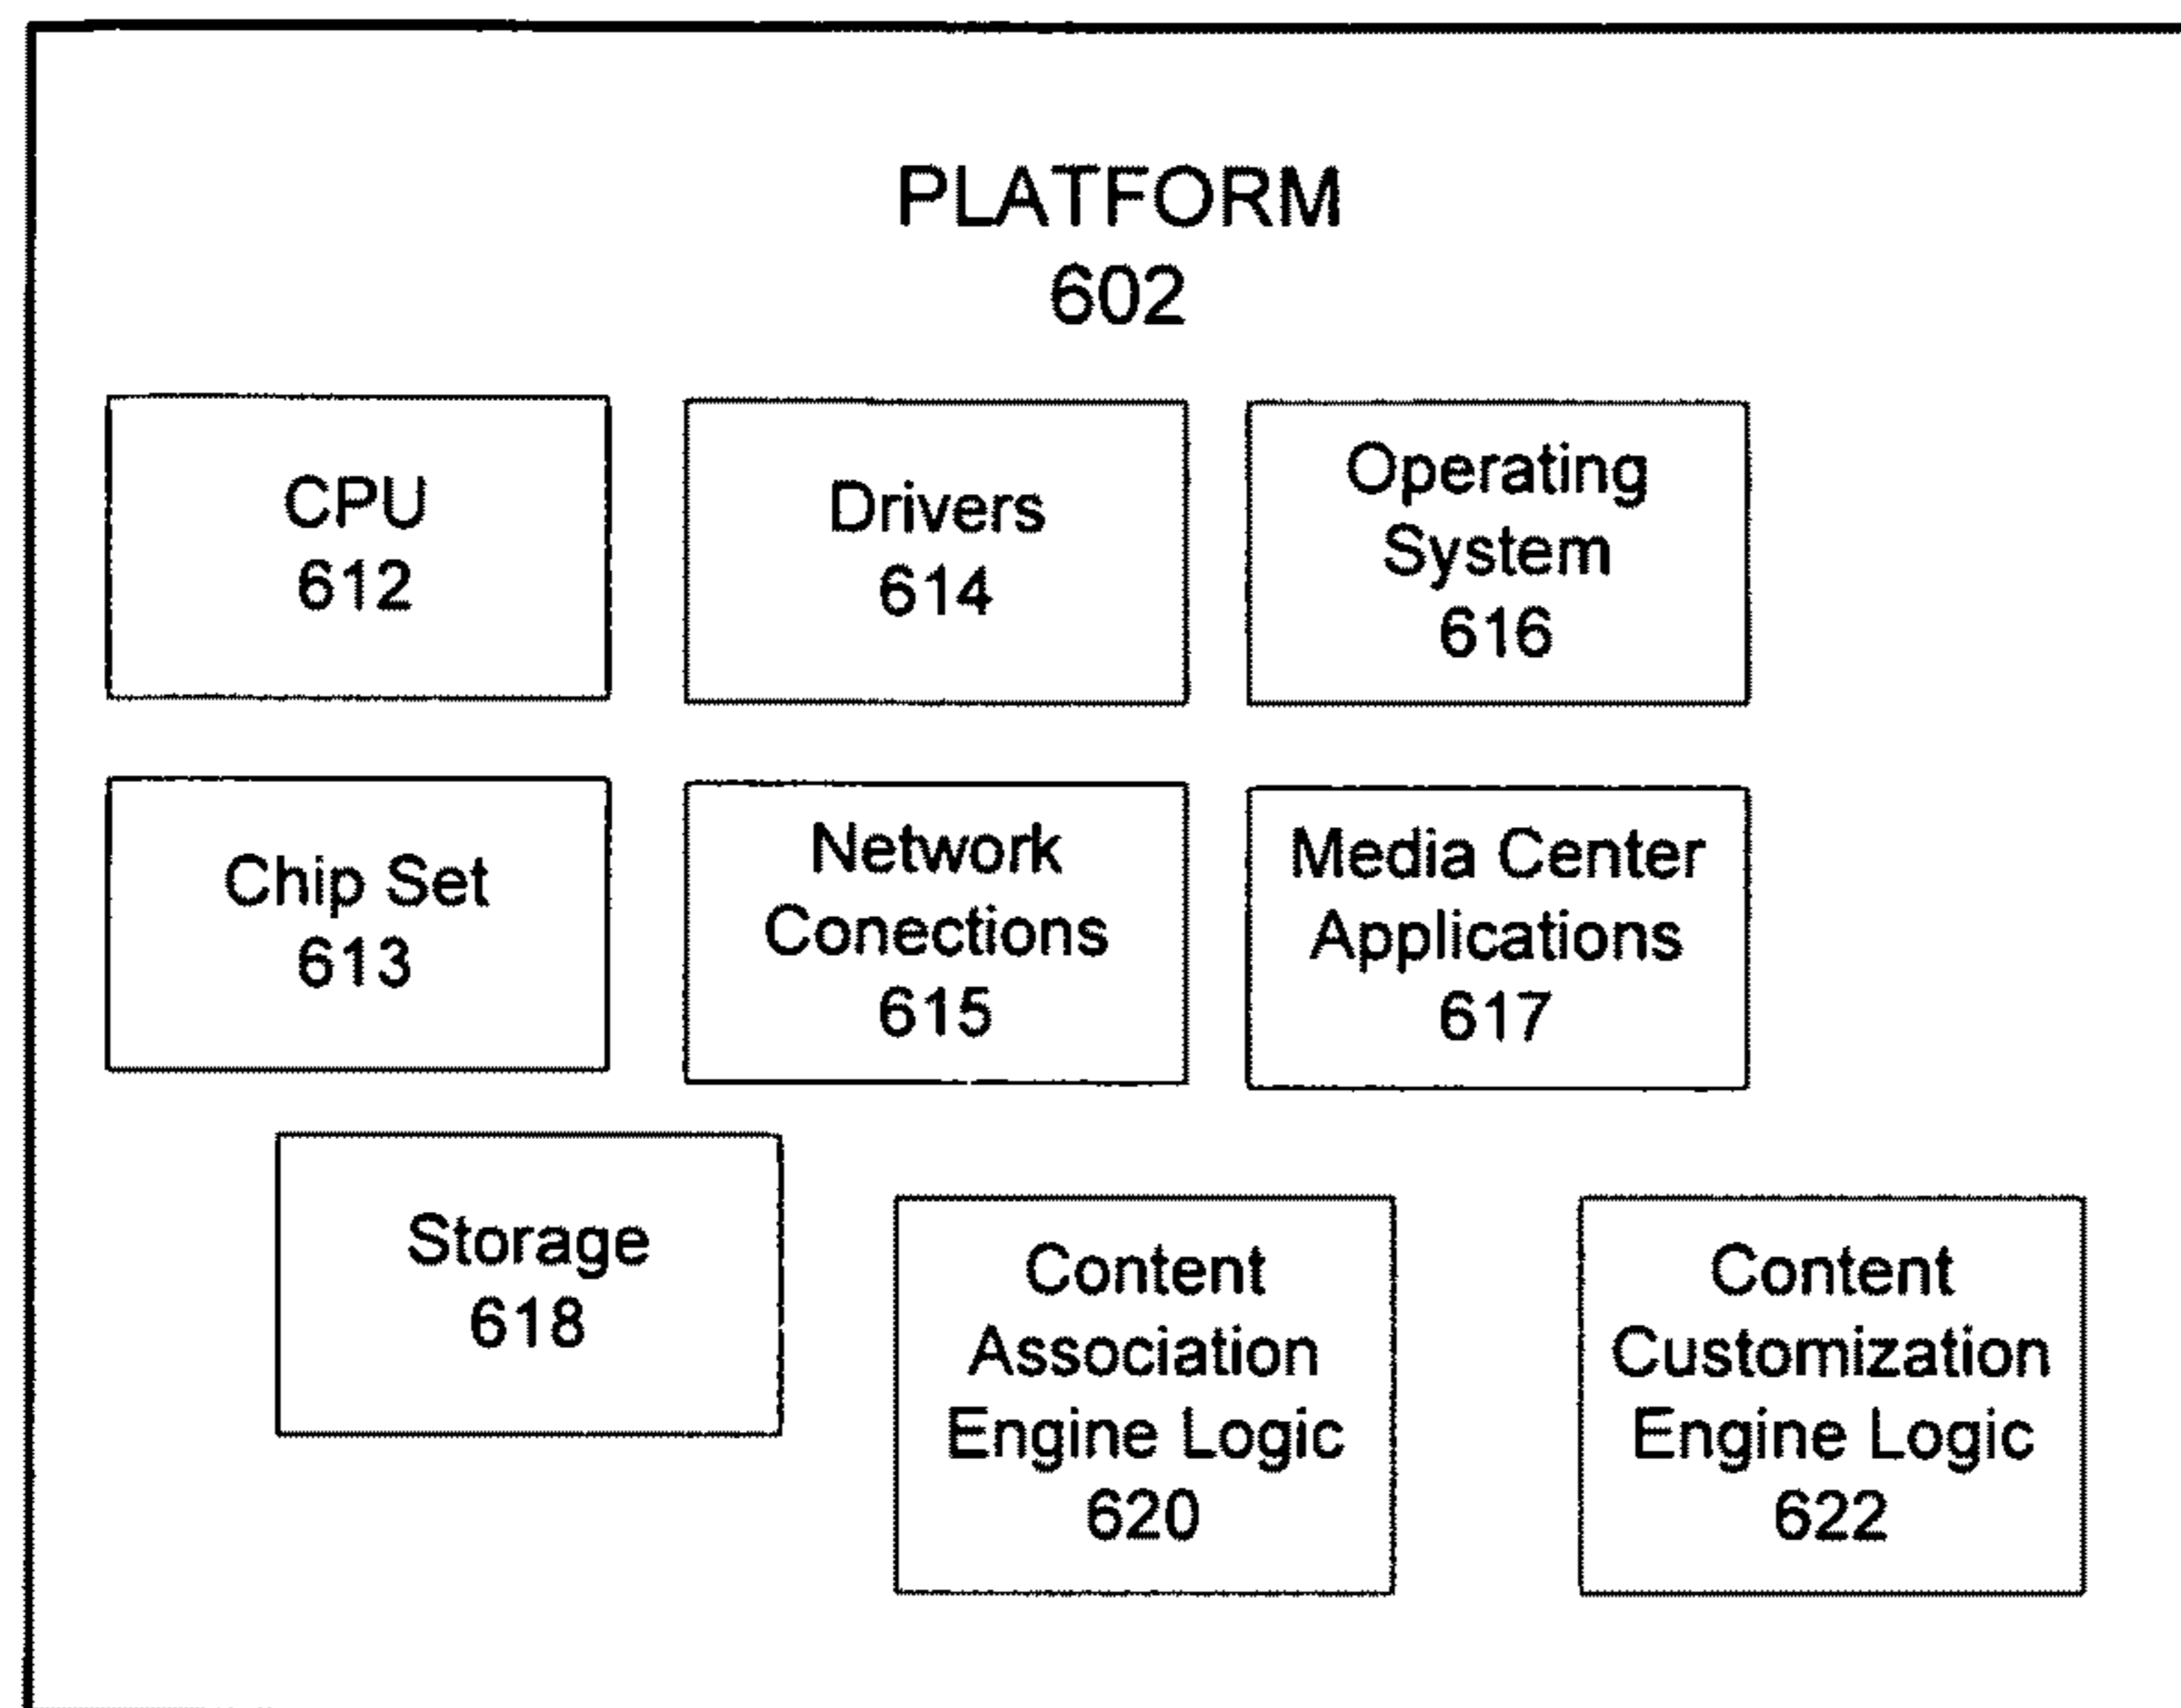 PLATFORM
602
CPU
612
Drivers
614
Operating
System
616
Chip Set
613
Network
Conections
615
Media Center
Applications
617
Storage
618
Content
Association
Engine Logic
620
Content
Customization
Engine Logic
622